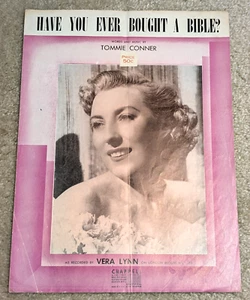 HAVE YOU EVER BOUGHT A BIBLE?
WORDS AND MUSIC BY
TOMMIE CONNER
AS RECORDED BY VERA LYNN
CHAPPELL